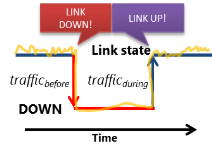 LINK
DOWN!
LINK UP!
Link state
traffic_before traffic_during
DOWN
Time